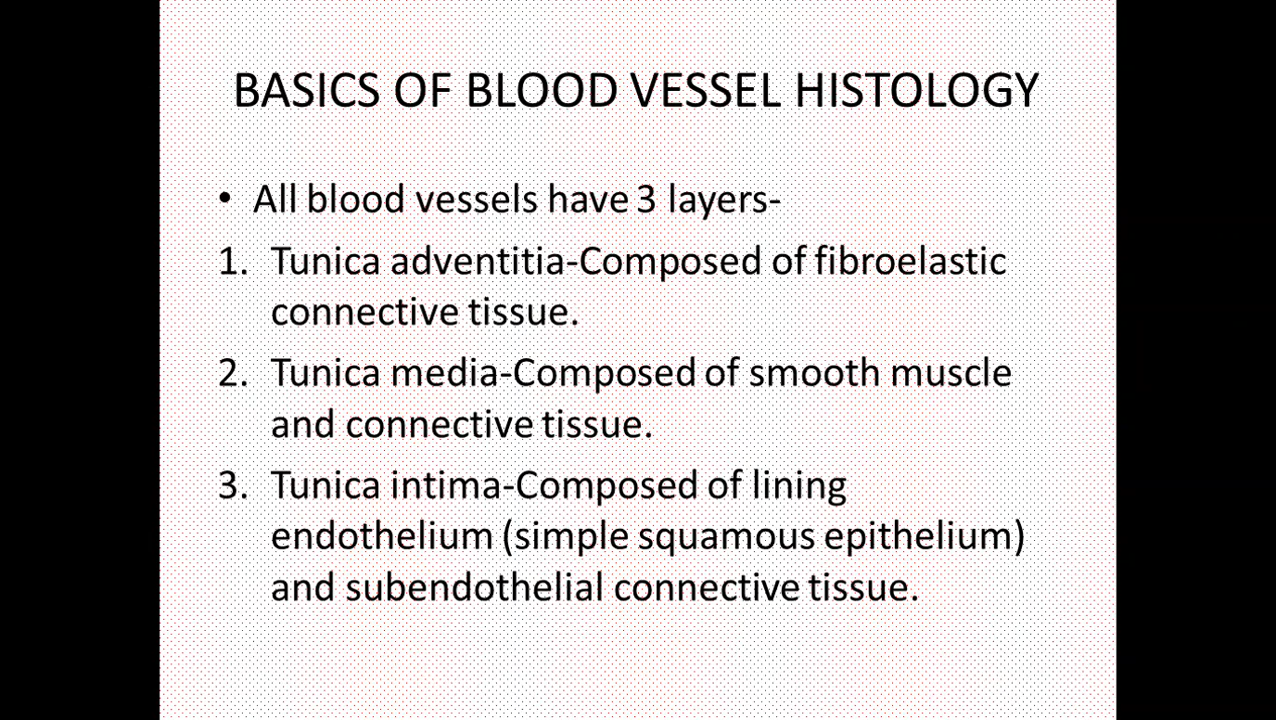 BASICS OF BLOOD VESSEL HISTOLOGY
• All blood vessels have 3 layers-
1. Tunica adventitia-Composed of fibroelastic
connective tissue.
2. Tunica media-Composed of smooth muscle
and connective tissue.
3. Tunica intima-Composed of lining
endothelium (simple squamous epithelium)
and subendothelial connective tissue.